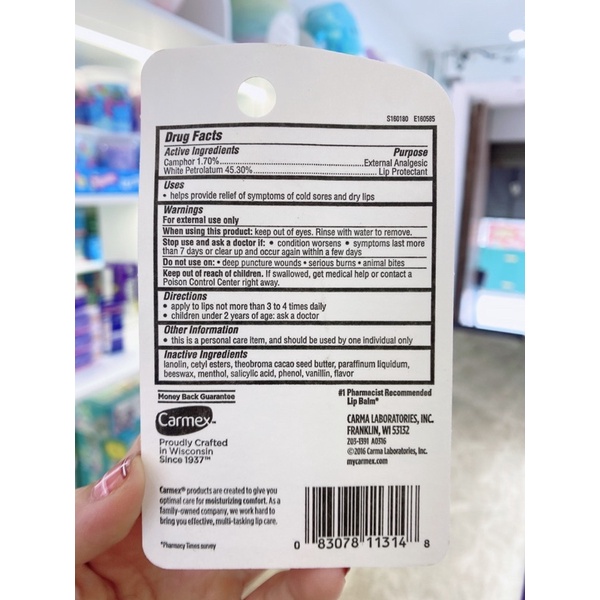 S160180 E160585
Drug Facts
Active Ingredients Purpose
Camphor 1.70%....................External Analgesic
White Petrolatum 45.30%....................Lip Protectant
Uses
• helps provide relief of symptoms of cold sores and dry lips
Warnings
For external use only
When using this product: keep out of eyes. Rinse with water to remove.
Stop use and ask a doctor if: • condition worsens • symptoms last more
than 7 days or clear up and occur again within a few days
Do not use on: • deep puncture wounds • serious burns • animal bites
Keep out of reach of children. If swallowed, get medical help or contact a
Poison Control Center right away.
Directions
• apply to lips not more than 3 to 4 times daily
• children under 2 years of age: ask a doctor
Other Information
• this is a personal care item, and should be used by one individual only
Inactive Ingredients
lanolin, cetyl esters, theobroma cacao seed butter, paraffinum liquidum,
beeswax, menthol, salicylic acid, phenol, vanillin, flavor
Money Back Guarantee
Carmex™
Proudly Crafted
in Wisconsin
Since 1937™
#1 Pharmacist Recommended
Lip Balm*
CARMA LABORATORIES, INC.
FRANKLIN, WI 53132
Z03-1391 A0316
©2016 Carma Laboratories, Inc.
mycarmex.com
Carmex® products are created to give you
optimal care for moisturizing comfort. As a
family-owned company, we work hard to
bring you effective, multi-tasking lip care.
*Pharmacy Times survey
0 83078 11314 8